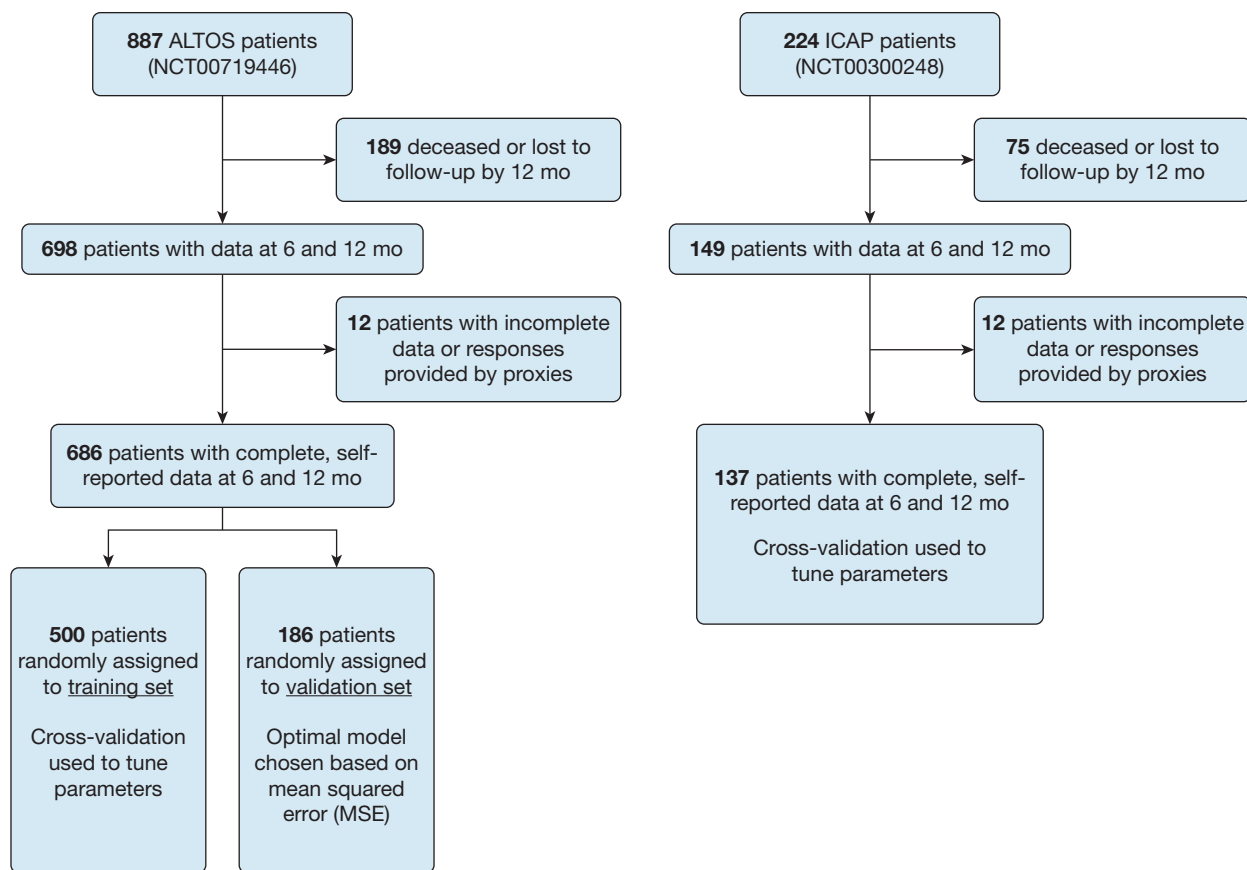 887 ALTOS patients
(NCT00719446)
189 deceased or lost to
follow-up by 12 mo
698 patients with data at 6 and 12 mo
12 patients with incomplete
data or responses
provided by proxies
686 patients with complete, self-
reported data at 6 and 12 mo
500 patients
randomly assigned
to training set
Cross-validation
used to tune
parameters
186 patients
randomly assigned
to validation set
Optimal model
chosen based on
mean squared
error (MSE)
224 ICAP patients
(NCT00300248)
75 deceased or lost to
follow-up by 12 mo
149 patients with data at 6 and 12 mo
12 patients with incomplete
data or responses
provided by proxies
137 patients with complete, self-
reported data at 6 and 12 mo
Cross-validation used to
tune parameters